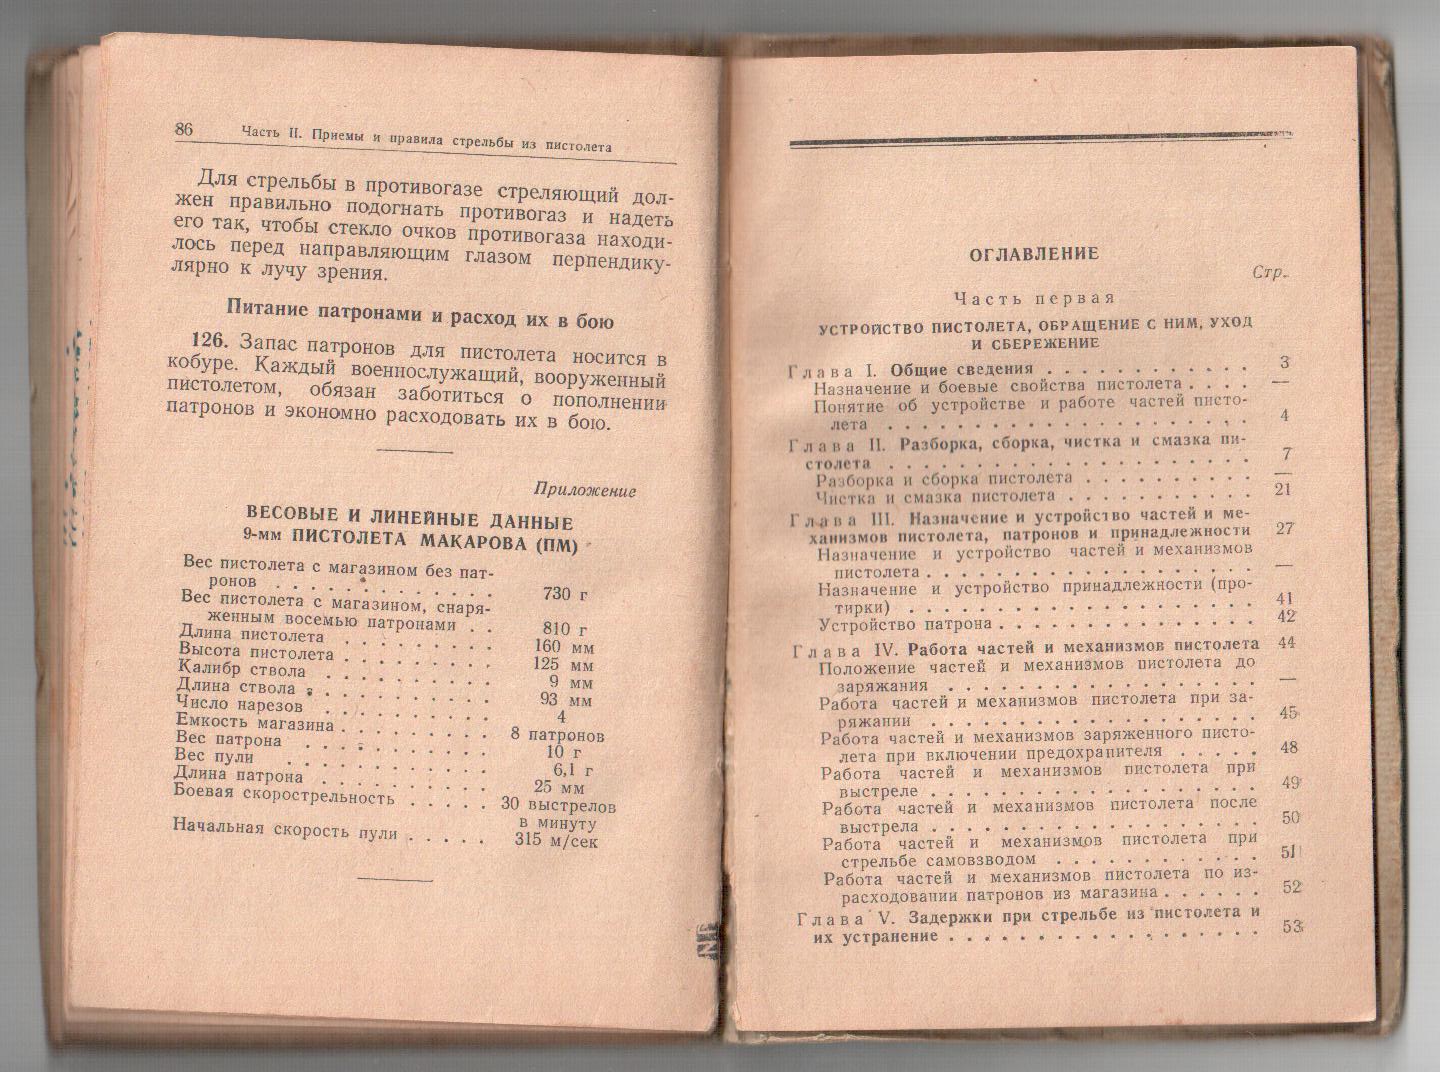 86 Часть II. Приемы и правила стрельбы из пистолета
Для стрельбы в противогазе стреляющий дол-
жен правильно подогнать противогаз и надеть
его так, чтобы стекло очков противогаза находи-
лось перед направляющим глазом перпендику-
лярно к лучу зрения.
Питание патронами и расход их в бою
126. Запас патронов для пистолета носится в
кобуре. Каждый военнослужащий, вооруженный
пистолетом, обязан заботиться о пополнении
патронов и экономно расходовать их в бою.
Приложение
ВЕСОВЫЕ И ЛИНЕЙНЫЕ ДАННЫЕ
9-мм ПИСТОЛЕТА МАКАРОВА (ПМ)
Вес пистолета с магазином без пат-
ронов . . . . . . . . . . . . 730 г
Вес пистолета с магазином, снаря-
женным восемью патронами . . 810 г
Длина пистолета . . . . . . . . 160 мм
Высота пистолета . . . . . . . . 125 мм
Калибр ствола . . . . . . . . . 9 мм
Длина ствола . . . . . . . . . . 93 мм
Число нарезов . . . . . . . . . 4
Емкость магазина . . . . . . . . 8 патронов
Вес патрона . . . . . . . . . . 10 г
Вес пули . . . . . . . . . . . 6,1 г
Длина патрона . . . . . . . . . 25 мм
Боевая скорострельность . . . . . 30 выстрелов
в минуту
Начальная скорость пули . . . . . 315 м/сек
ОГЛАВЛЕНИЕ
Стр.
Часть первая
УСТРОЙСТВО ПИСТОЛЕТА, ОБРАЩЕНИЕ С НИМ, УХОД
И СБЕРЕЖЕНИЕ
Глава I. Общие сведения . . . . . . . . . . . . 3
Назначение и боевые свойства пистолета . . . . —
Понятие об устройстве и работе частей писто-
лета . . . . . . . . . . . . . . . . . . . . 4
Глава II. Разборка, сборка, чистка и смазка пи-
столета . . . . . . . . . . . . . . . . . . . . 7
Разборка и сборка пистолета . . . . . . . . . . —
Чистка и смазка пистолета . . . . . . . . . . . 21
Глава III. Назначение и устройство частей и ме-
ханизмов пистолета, патронов и принадлежности 27
Назначение и устройство частей и механизмов
пистолета . . . . . . . . . . . . . . . . . . —
Назначение и устройство принадлежности (про-
тирки) . . . . . . . . . . . . . . . . . . . 41
Устройство патрона . . . . . . . . . . . . . . 42
Глава IV. Работа частей и механизмов пистолета 44
Положение частей и механизмов пистолета до
заряжания . . . . . . . . . . . . . . . . . —
Работа частей и механизмов пистолета при за-
ряжании . . . . . . . . . . . . . . . . . . 45
Работа частей и механизмов заряженного писто-
лета при включении предохранителя . . . . . 48
Работа частей и механизмов пистолета при
выстреле . . . . . . . . . . . . . . . . . . 49
Работа частей и механизмов пистолета после
выстрела . . . . . . . . . . . . . . . . . . 50
Работа частей и механизмов пистолета при
стрельбе самовзводом . . . . . . . . . . . 51
Работа частей и механизмов пистолета по из-
расходовании патронов из магазина . . . . . . 52
Глава V. Задержки при стрельбе из пистолета и
их устранение . . . . . . . . . . . . . . . . . . 53